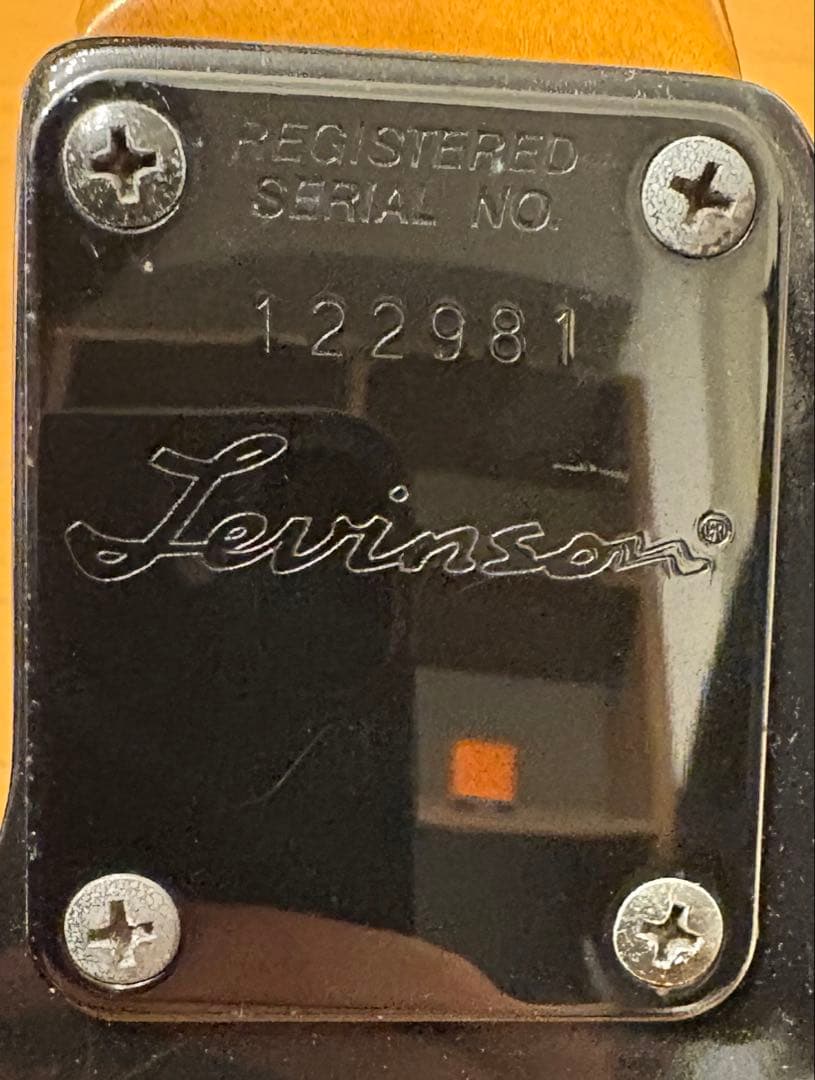 REGISTERED
SERIAL NO.
122981
Levinson®